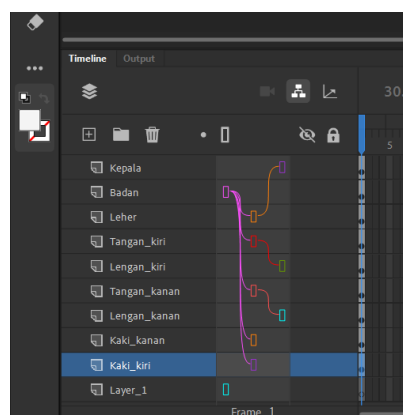 Timeline Output
30.
5
Kepala
Badan
Leher
Tangan_kiri
Lengan_kiri
Tangan_kanan
Lengan_kanan
Kaki_kanan
Kaki_kiri
Layer_1
Frame 1